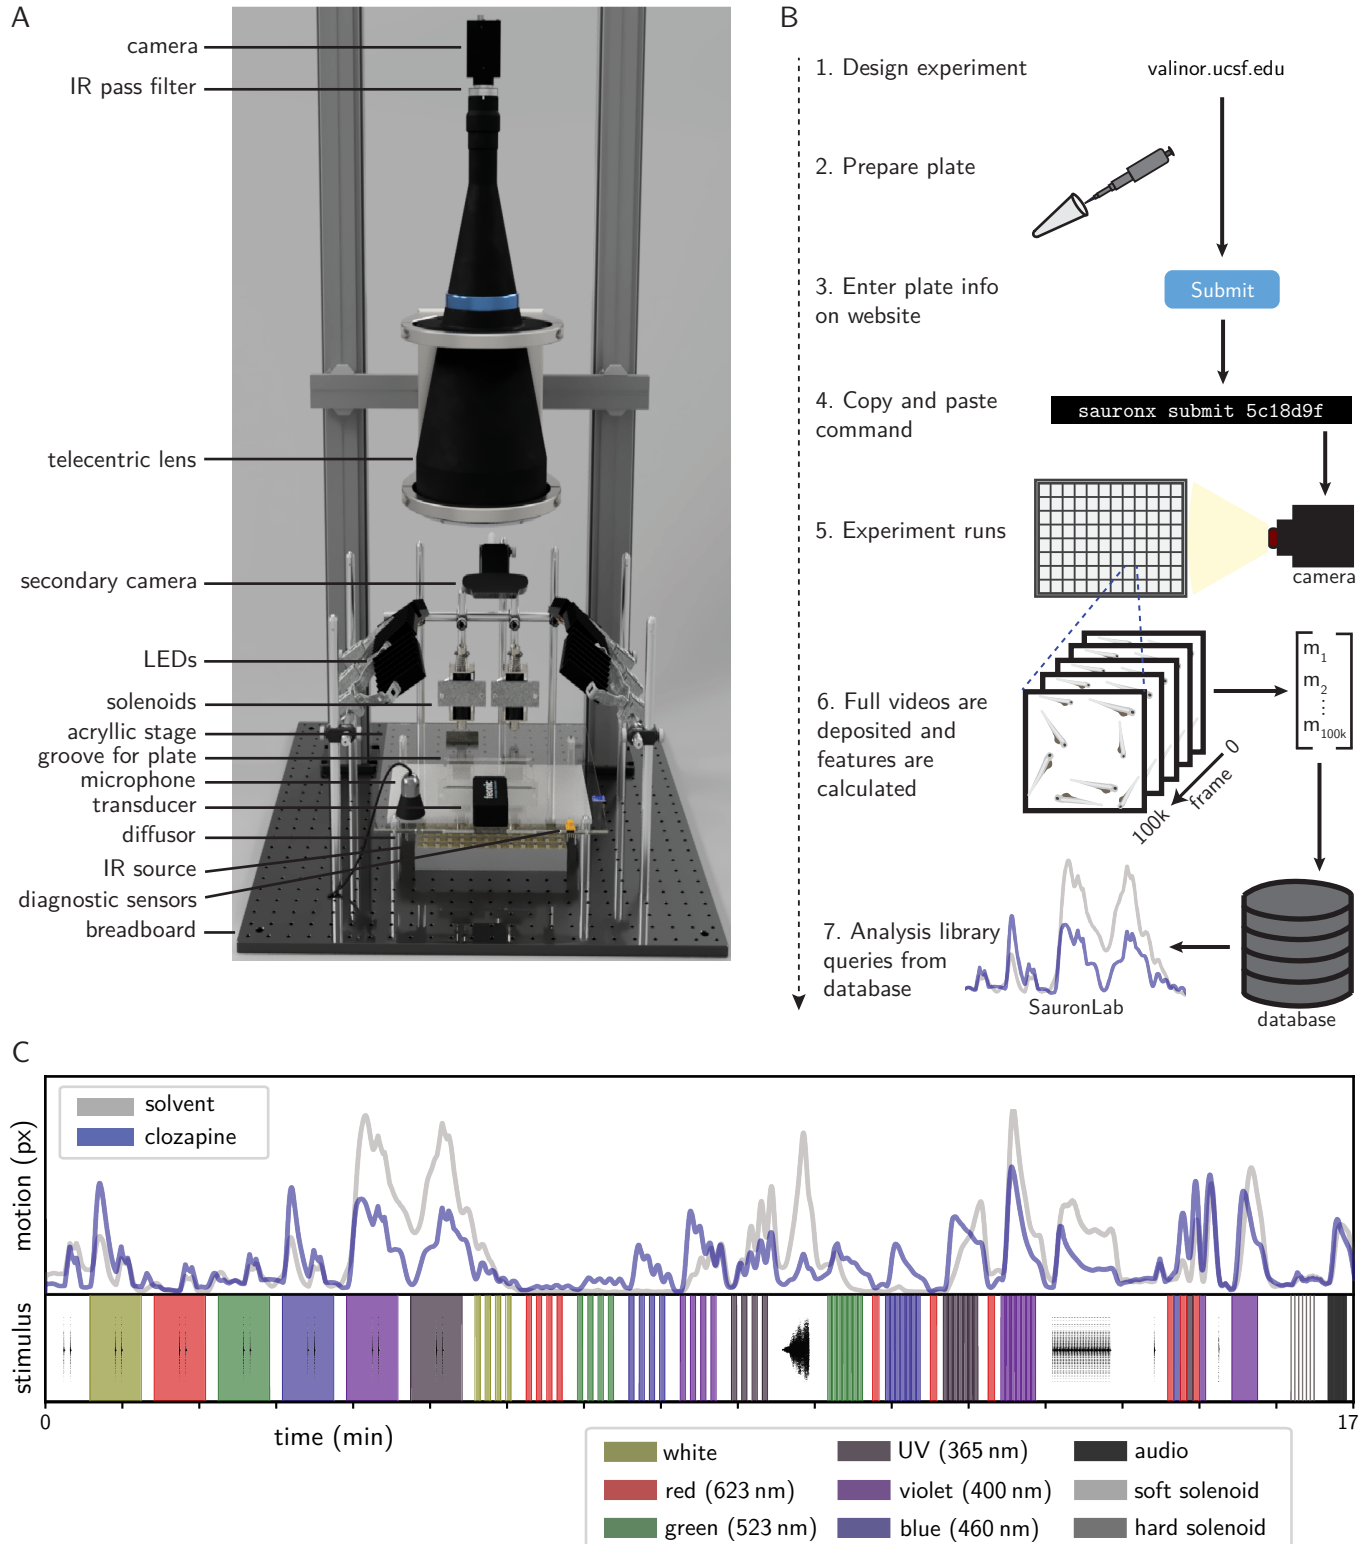 A
camera
IR pass filter
telecentric lens
secondary camera
LEDs
solenoids
acryllic stage
groove for plate
microphone
transducer
diffusor
IR source
diagnostic sensors
breadboard
B
1. Design experiment
valinor.ucsf.edu
2. Prepare plate
3. Enter plate info
on website
Submit
4. Copy and paste
command
sauronx submit 5c18d9f
5. Experiment runs
camera
6. Full videos are
deposited and
features are
calculated
0
frame
100k
m1
m2
⋮
m100k
7. Analysis library
queries from
database
SauronLab
database
C
solvent
clozapine
motion (px)
stimulus
0
17
time (min)
white
red (623 nm)
green (523 nm)
UV (365 nm)
violet (400 nm)
blue (460 nm)
audio
soft solenoid
hard solenoid